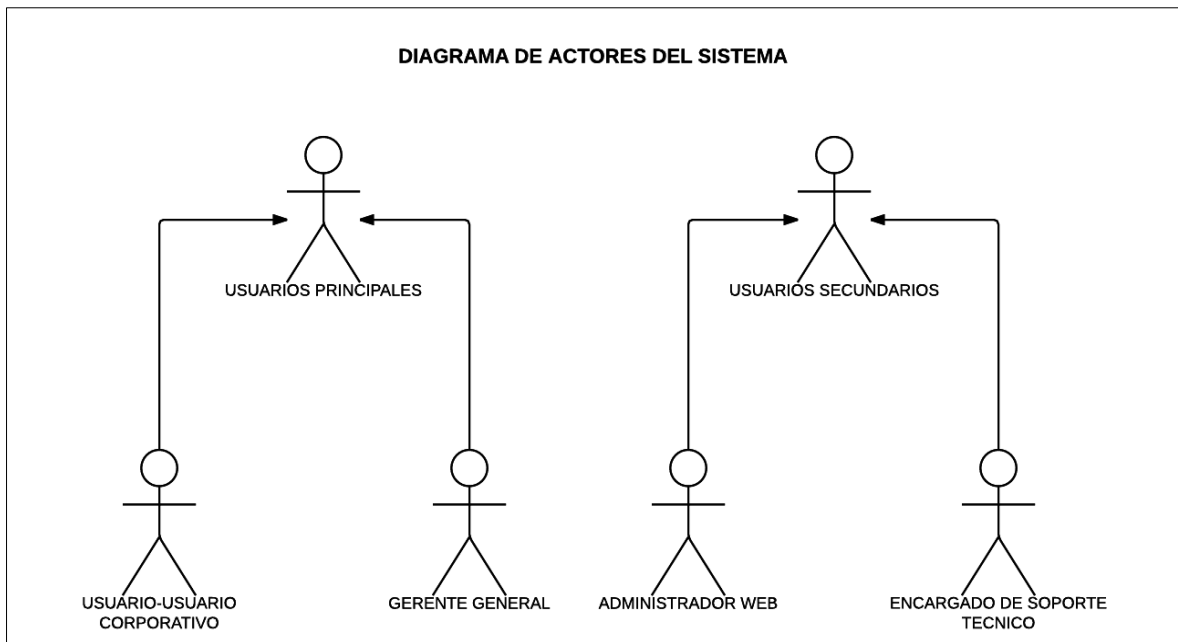 DIAGRAMA DE ACTORES DEL SISTEMA
USUARIOS PRINCIPALES
USUARIOS SECUNDARIOS
USUARIO-USUARIO
CORPORATIVO
GERENTE GENERAL
ADMINISTRADOR WEB
ENCARGADO DE SOPORTE
TECNICO